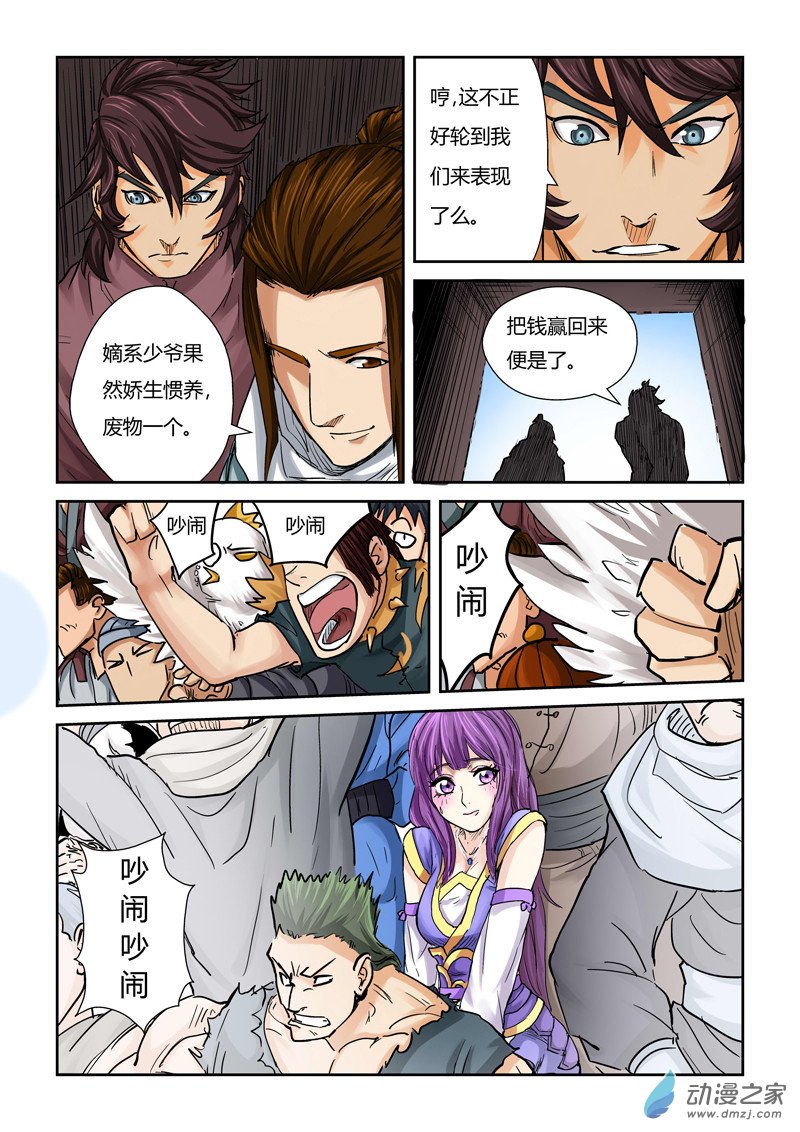 嫡系少爷果
然娇生惯养，
废物一个。
哼，这不正
好轮到我
们来表现
了么。
把钱赢回来
便是了。
吵闹
吵闹
吵闹
吵闹吵闹
动漫之家
www.dmzj.com